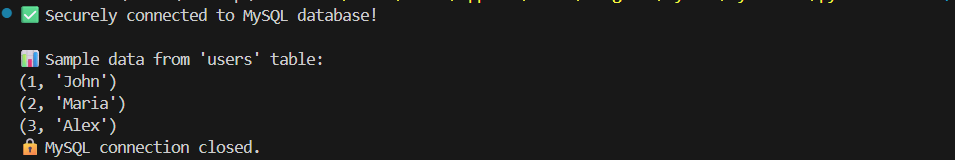 ✅ Securely connected to MySQL database!
📊 Sample data from 'users' table:
(1, 'John')
(2, 'Maria')
(3, 'Alex')
🔒 MySQL connection closed.